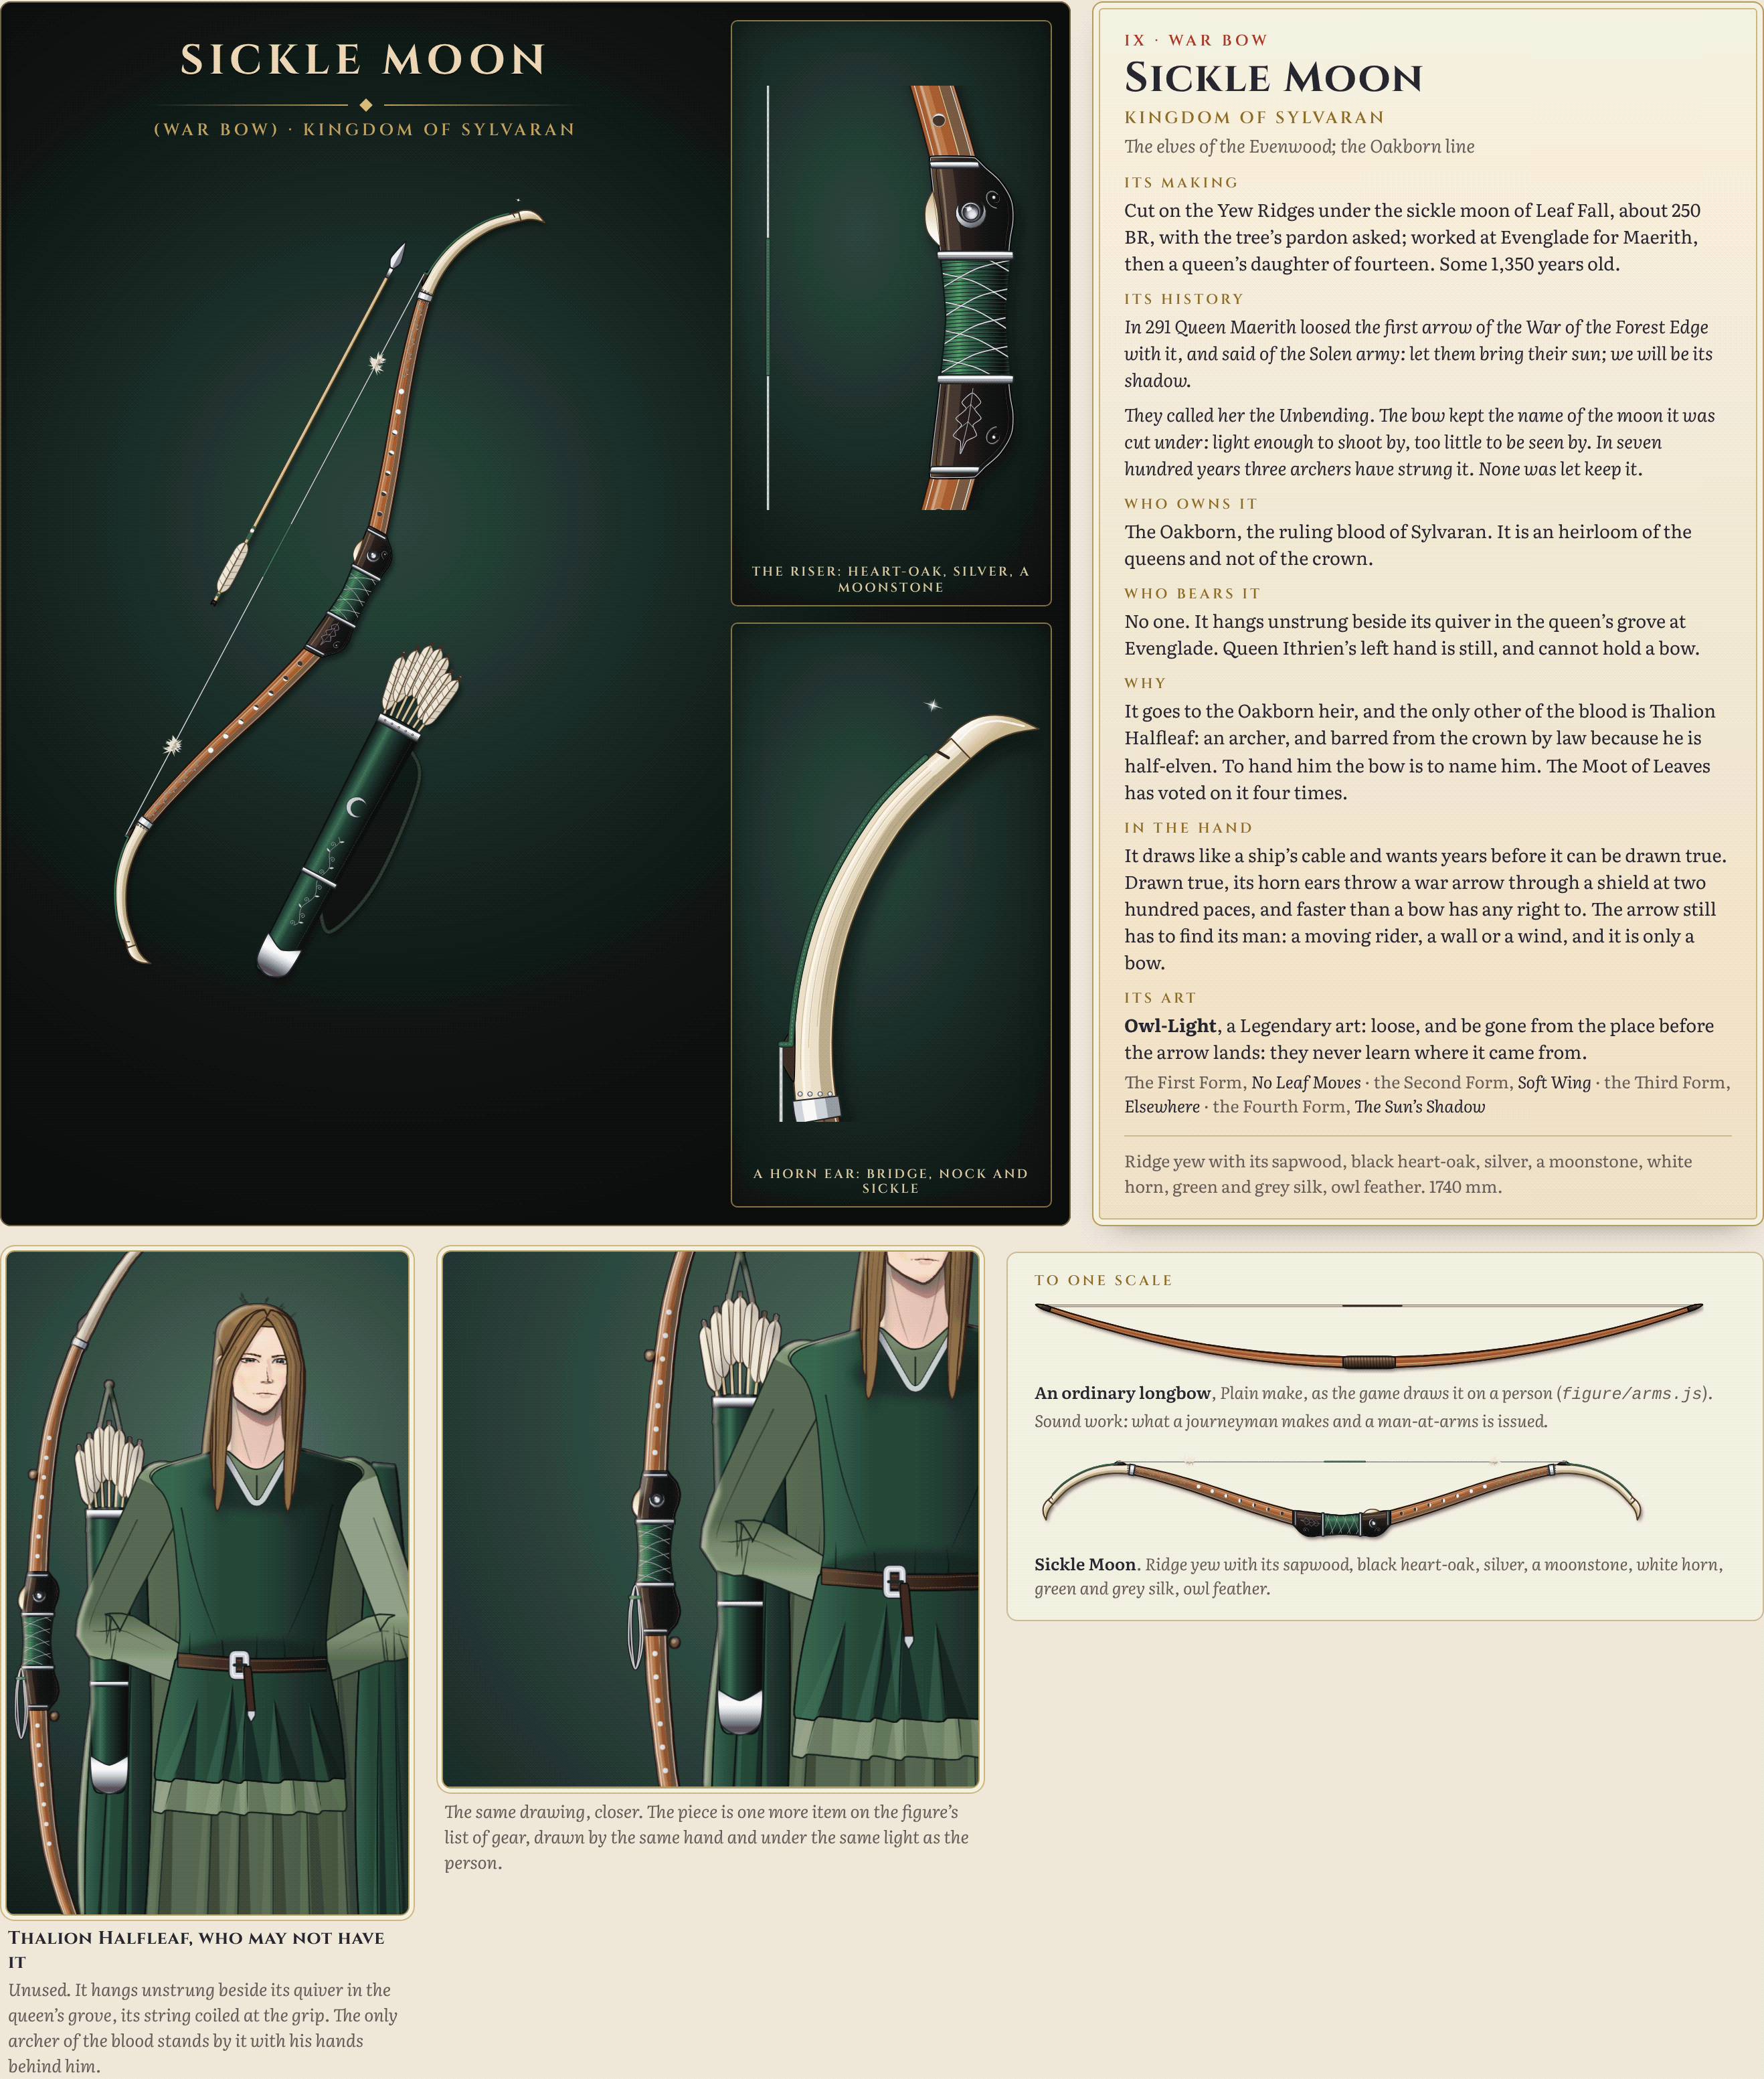 SICKLE MOON
(WAR BOW) · KINGDOM OF SYLVARAN
THE RISER: HEART-OAK, SILVER, A
MOONSTONE
A HORN EAR: BRIDGE, NOCK AND
SICKLE
IX · WAR BOW
SICKLE MOON
KINGDOM OF SYLVARAN
The elves of the Evenwood; the Oakborn line
ITS MAKING
Cut on the Yew Ridges under the sickle moon of Leaf Fall, about 250
BR, with the tree’s pardon asked; worked at Evenglade for Maerith,
then a queen’s daughter of fourteen. Some 1,350 years old.
ITS HISTORY
In 291 Queen Maerith loosed the first arrow of the War of the Forest Edge
with it, and said of the Solen army: let them bring their sun; we will be its
shadow.
They called her the Unbending. The bow kept the name of the moon it was
cut under: light enough to shoot by, too little to be seen by. In seven
hundred years three archers have strung it. None was let keep it.
WHO OWNS IT
The Oakborn, the ruling blood of Sylvaran. It is an heirloom of the
queens and not of the crown.
WHO BEARS IT
No one. It hangs unstrung beside its quiver in the queen’s grove at
Evenglade. Queen Ithrien’s left hand is still, and cannot hold a bow.
WHY
It goes to the Oakborn heir, and the only other of the blood is Thalion
Halfleaf: an archer, and barred from the crown by law because he is
half-elven. To hand him the bow is to name him. The Moot of Leaves
has voted on it four times.
IN THE HAND
It draws like a ship’s cable and wants years before it can be drawn true.
Drawn true, its horn ears throw a war arrow through a shield at two
hundred paces, and faster than a bow has any right to. The arrow still
has to find its man: a moving rider, a wall or a wind, and it is only a
bow.
ITS ART
Owl-Light, a Legendary art: loose, and be gone from the place before
the arrow lands: they never learn where it came from.
The First Form, No Leaf Moves · the Second Form, Soft Wing · the Third Form,
Elsewhere · the Fourth Form, The Sun’s Shadow
Ridge yew with its sapwood, black heart-oak, silver, a moonstone, white
horn, green and grey silk, owl feather. 1740 mm.
THALION HALFLEAF, WHO MAY NOT HAVE
IT
Unused. It hangs unstrung beside its quiver in the
queen’s grove, its string coiled at the grip. The only
archer of the blood stands by it with his hands
behind him.
The same drawing, closer. The piece is one more item on the figure’s
list of gear, drawn by the same hand and under the same light as the
person.
TO ONE SCALE
An ordinary longbow, Plain make, as the game draws it on a person (figure/arms.js).
Sound work: what a journeyman makes and a man-at-arms is issued.
Sickle Moon. Ridge yew with its sapwood, black heart-oak, silver, a moonstone, white horn,
green and grey silk, owl feather.